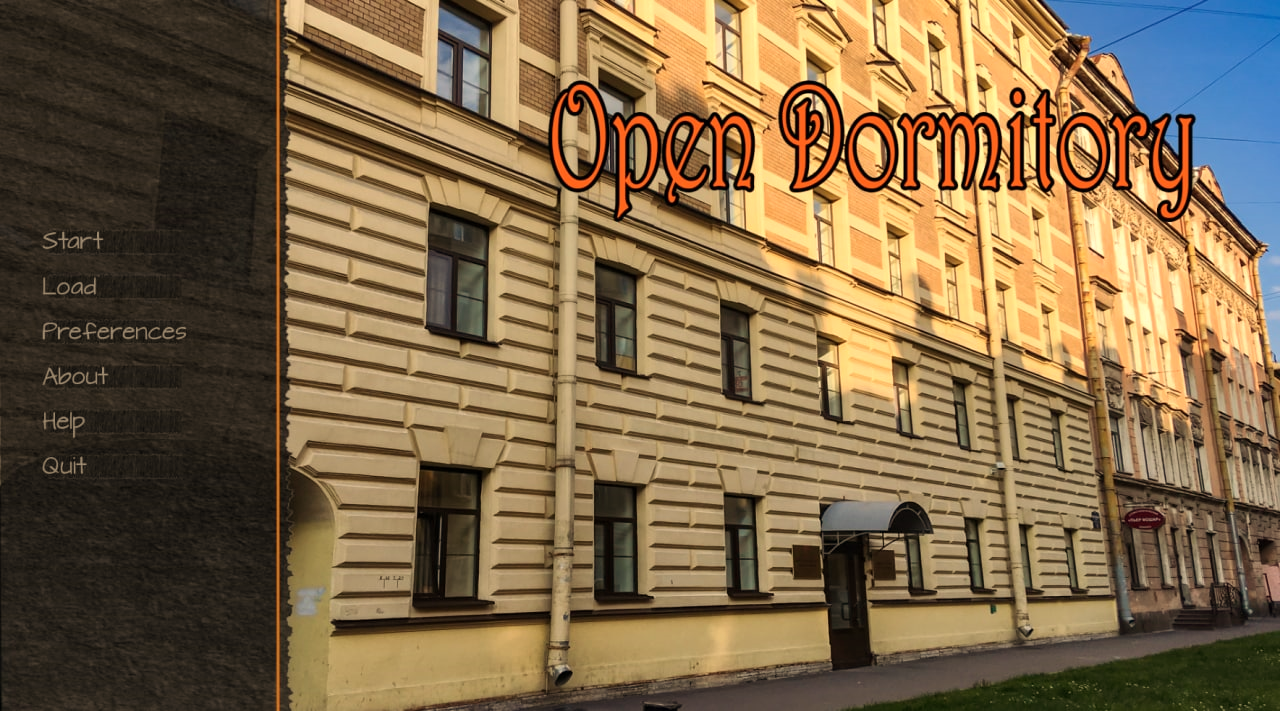 Open Dormitory
Start
Load
Preferences
About
Help
Quit